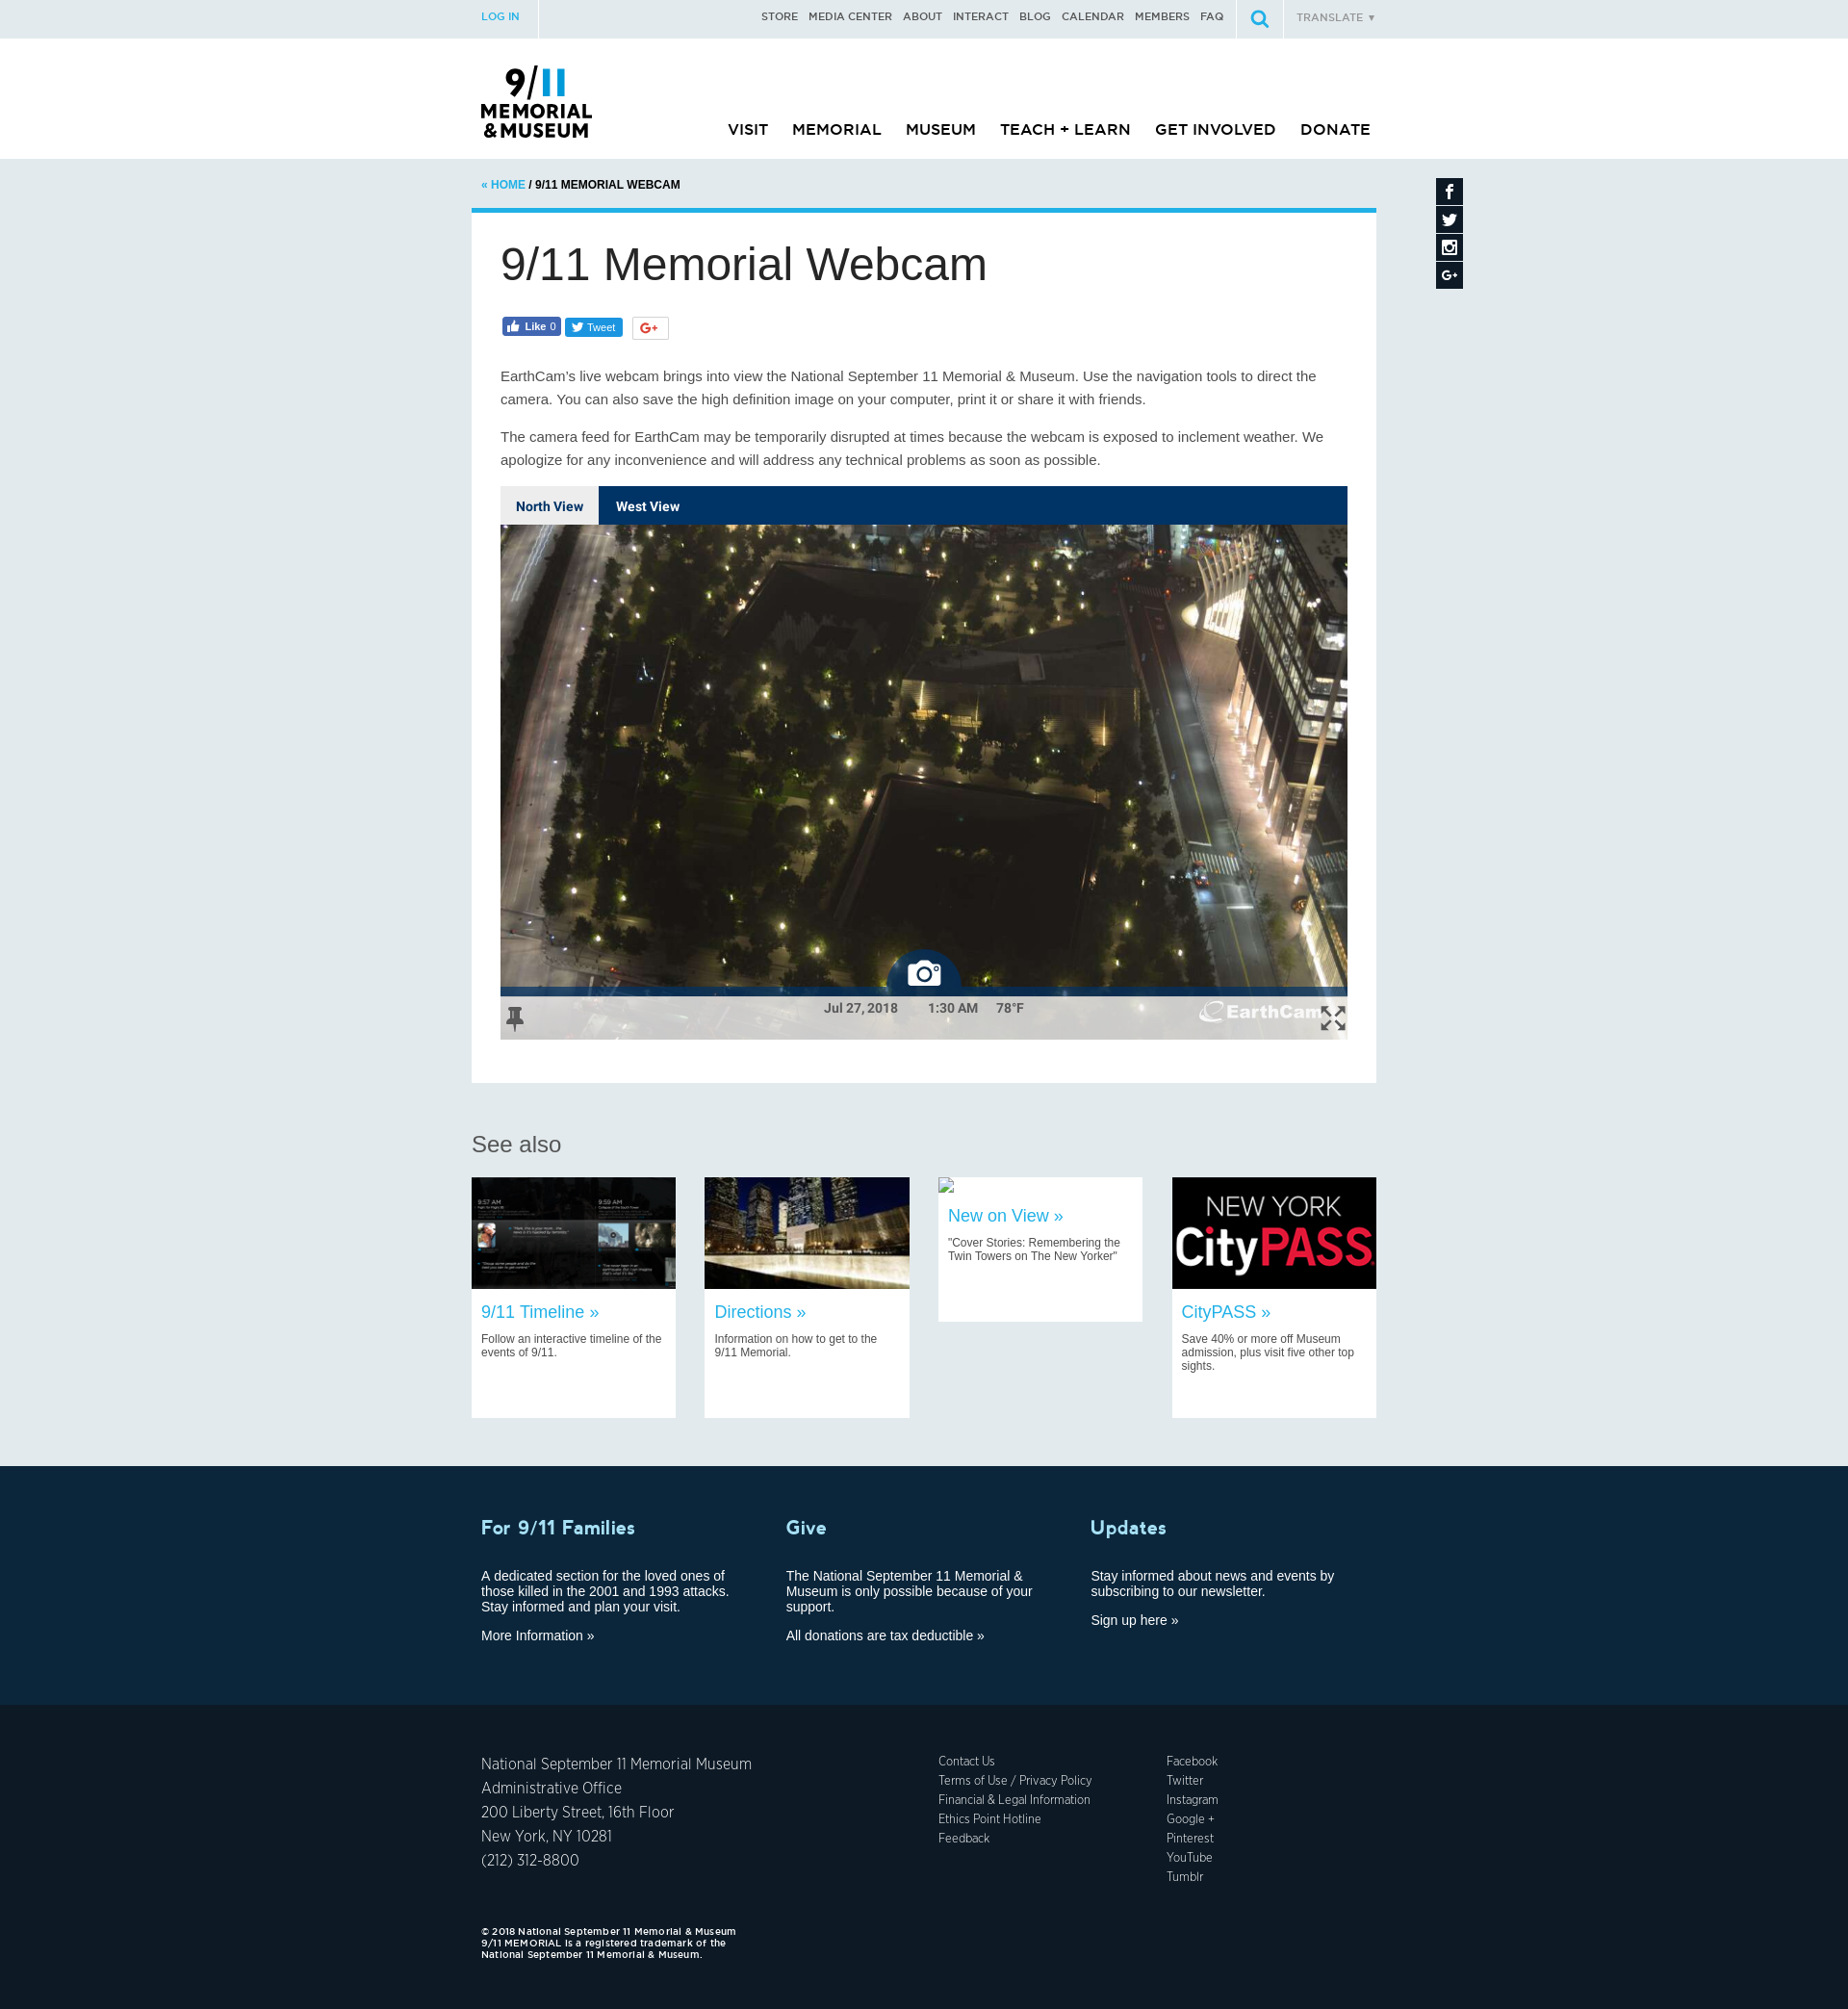 LOG IN
STORE MEDIA CENTER ABOUT INTERACT BLOG CALENDAR MEMBERS FAQ
TRANSLATE ▼
9/11
MEMORIAL
&MUSEUM
VISIT MEMORIAL MUSEUM TEACH + LEARN GET INVOLVED DONATE
« HOME / 9/11 MEMORIAL WEBCAM
9/11 Memorial Webcam
Like 0
Tweet
G+
EarthCam's live webcam brings into view the National September 11 Memorial & Museum. Use the navigation tools to direct the
camera. You can also save the high definition image on your computer, print it or share it with friends.
The camera feed for EarthCam may be temporarily disrupted at times because the webcam is exposed to inclement weather. We
apologize for any inconvenience and will address any technical problems as soon as possible.
North View West View
Jul 27, 2018 1:30 AM 78°F
EarthCam
See also
9:57 AM
9:59 AM
9/11 Timeline »
Follow an interactive timeline of the
events of 9/11.
Directions »
Information on how to get to the
9/11 Memorial.
New on View »
"Cover Stories: Remembering the
Twin Towers on The New Yorker"
NEW YORK
CityPASS
CityPASS »
Save 40% or more off Museum
admission, plus visit five other top
sights.
For 9/11 Families
A dedicated section for the loved ones of
those killed in the 2001 and 1993 attacks.
Stay informed and plan your visit.
More Information »
Give
The National September 11 Memorial &
Museum is only possible because of your
support.
All donations are tax deductible »
Updates
Stay informed about news and events by
subscribing to our newsletter.
Sign up here »
National September 11 Memorial Museum
Administrative Office
200 Liberty Street, 16th Floor
New York, NY 10281
(212) 312-8800
Contact Us
Terms of Use / Privacy Policy
Financial & Legal Information
Ethics Point Hotline
Feedback
Facebook
Twitter
Instagram
Google +
Pinterest
YouTube
Tumblr
© 2018 National September 11 Memorial & Museum
9/11 MEMORIAL is a registered trademark of the
National September 11 Memorial & Museum.